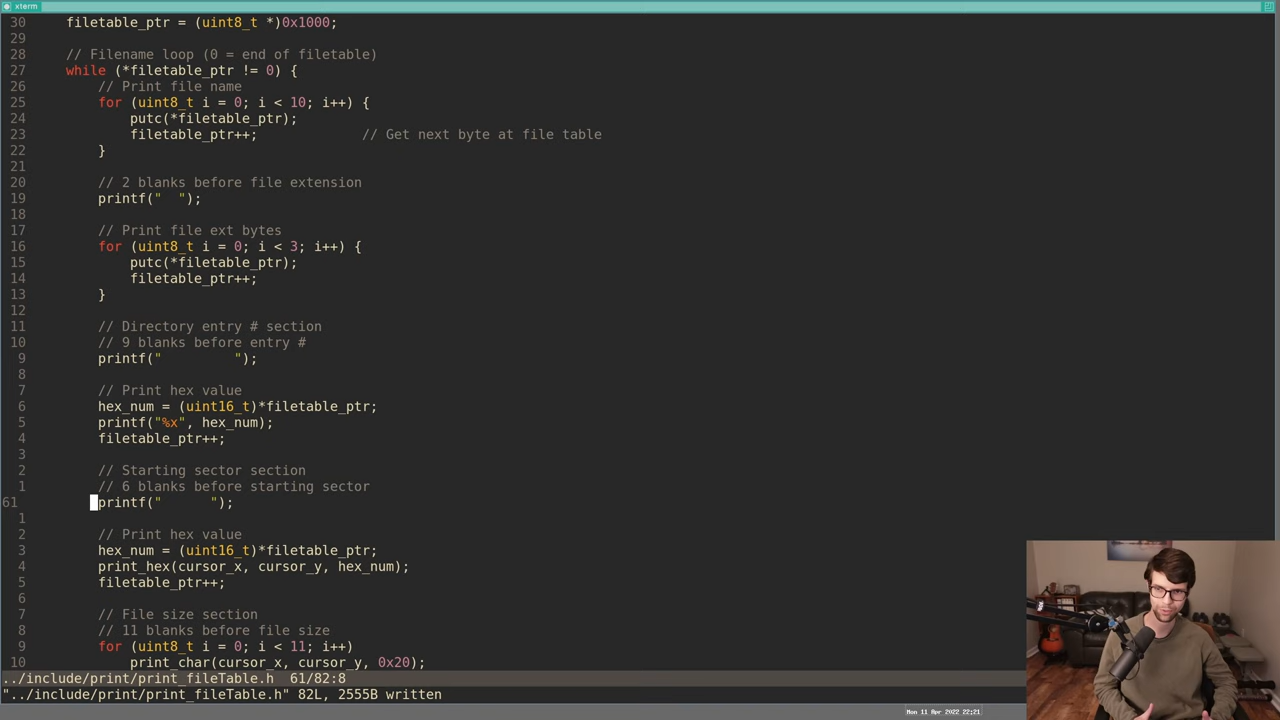 xterm
30 filetable_ptr = (uint8_t *)0x1000;
29
28 // Filename loop (0 = end of filetable)
27 while (*filetable_ptr != 0) {
26 // Print file name
25 for (uint8_t i = 0; i < 10; i++) {
24 putc(*filetable_ptr);
23 filetable_ptr++; // Get next byte at file table
22 }
21
20 // 2 blanks before file extension
19 printf("  ");
18
17 // Print file ext bytes
16 for (uint8_t i = 0; i < 3; i++) {
15 putc(*filetable_ptr);
14 filetable_ptr++;
13 }
12
11 // Directory entry # section
10 // 9 blanks before entry #
9 printf("         ");
8
7 // Print hex value
6 hex_num = (uint16_t)*filetable_ptr;
5 printf("%x", hex_num);
4 filetable_ptr++;
3
2 // Starting sector section
1 // 6 blanks before starting sector
61 printf("      ");
1
2 // Print hex value
3 hex_num = (uint16_t)*filetable_ptr;
4 print_hex(cursor_x, cursor_y, hex_num);
5 filetable_ptr++;
6
7 // File size section
8 // 11 blanks before file size
9 for (uint8_t i = 0; i < 11; i++)
10 print_char(cursor_x, cursor_y, 0x20);
../include/print/print_fileTable.h 61/82:8
"../include/print/print_fileTable.h" 82L, 2555B written
Mon 11 Apr 2022 22:21